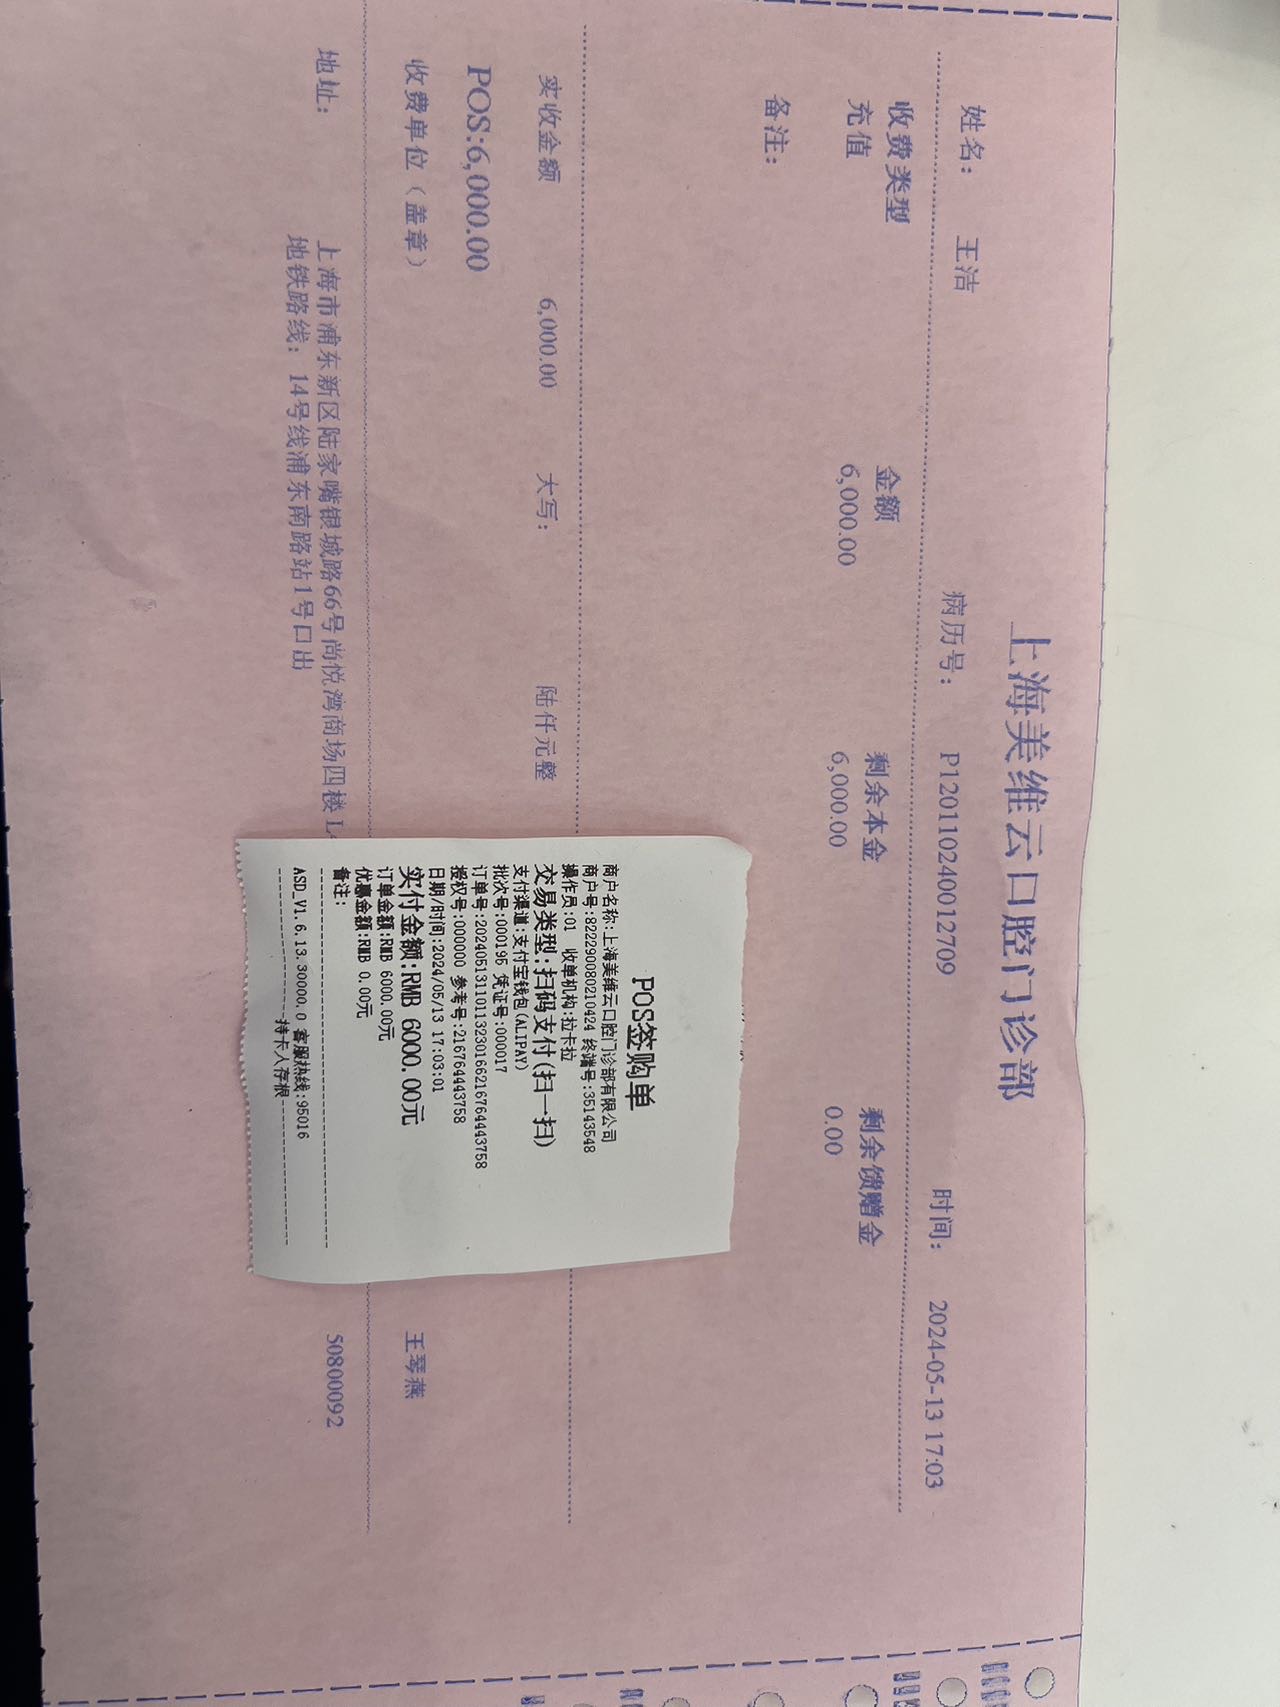 上海美维云口腔门诊部
姓名： 王洁 病历号： P120110240012709 时间： 2024-05-13 17:03
收费类型 金额 剩余本金 剩余馈赠金
充值 6,000.00 6,000.00 0.00
备注：
实收金额 6,000.00 大写： 陆仟元整
POS:6,000.00
收费单位（盖章） 王琴燕
地址： 上海市浦东新区陆家嘴银城路66号尚悦湾商场四楼L4 50800092
地铁路线：14号线浦东南路站1号口出
POS签购单
商户名称:上海美维云口腔门诊部有限公司
商户号:822290080210424 终端号:35143548
操作员:01 收单机构:拉卡拉
交易类型:扫码支付(扫一扫)
支付渠道:支付宝钱包(ALIPAY)
批次号:000195 凭证号:000017
订单号:20240513110113230166216764443758
授权号:000000 参考号:216764443758
日期/时间:2024/05/13 17:03:01
实付金额:RMB 6000.00元
订单金额:RMB 6000.00元
优惠金额:RMB 0.00元
备注:
ASD_V1.6.13.30000.0 客服热线:95016
持卡人存根